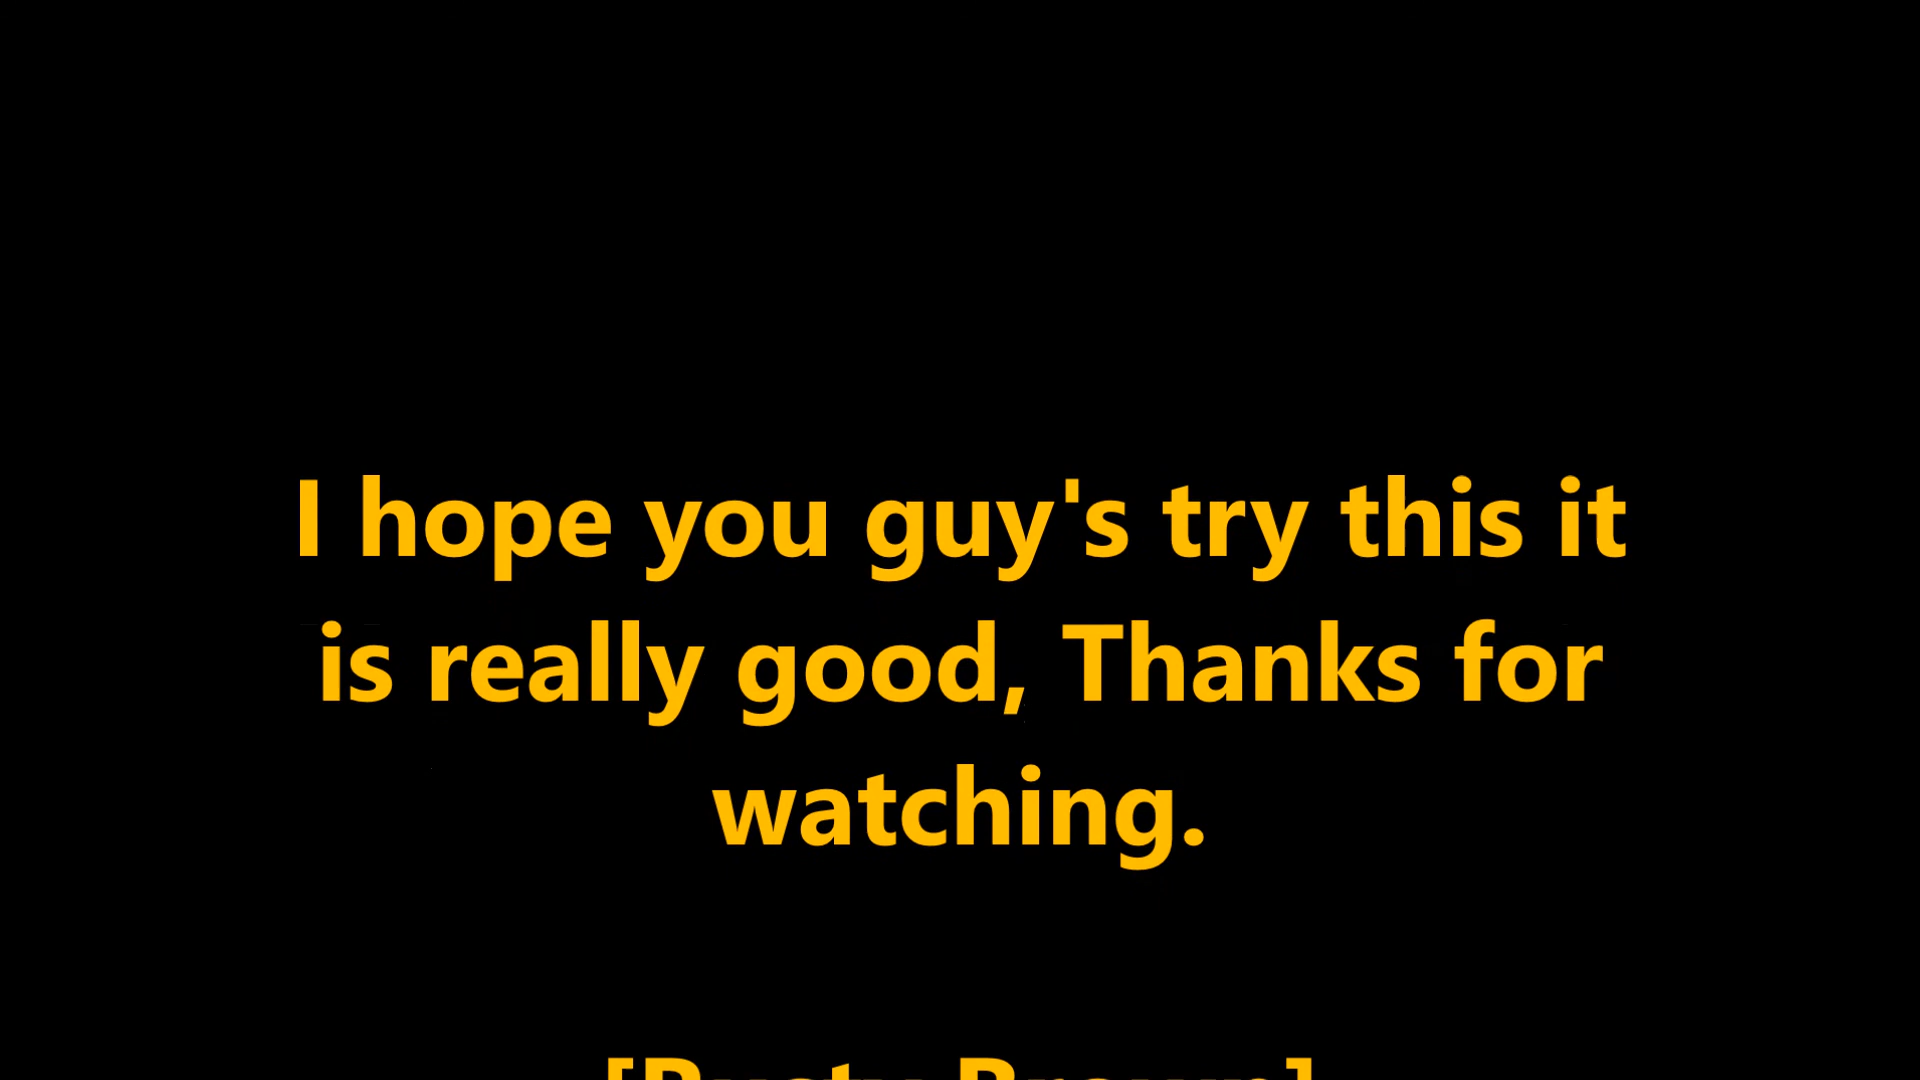 I hope you guy's try this it
is really good, Thanks for
watching.